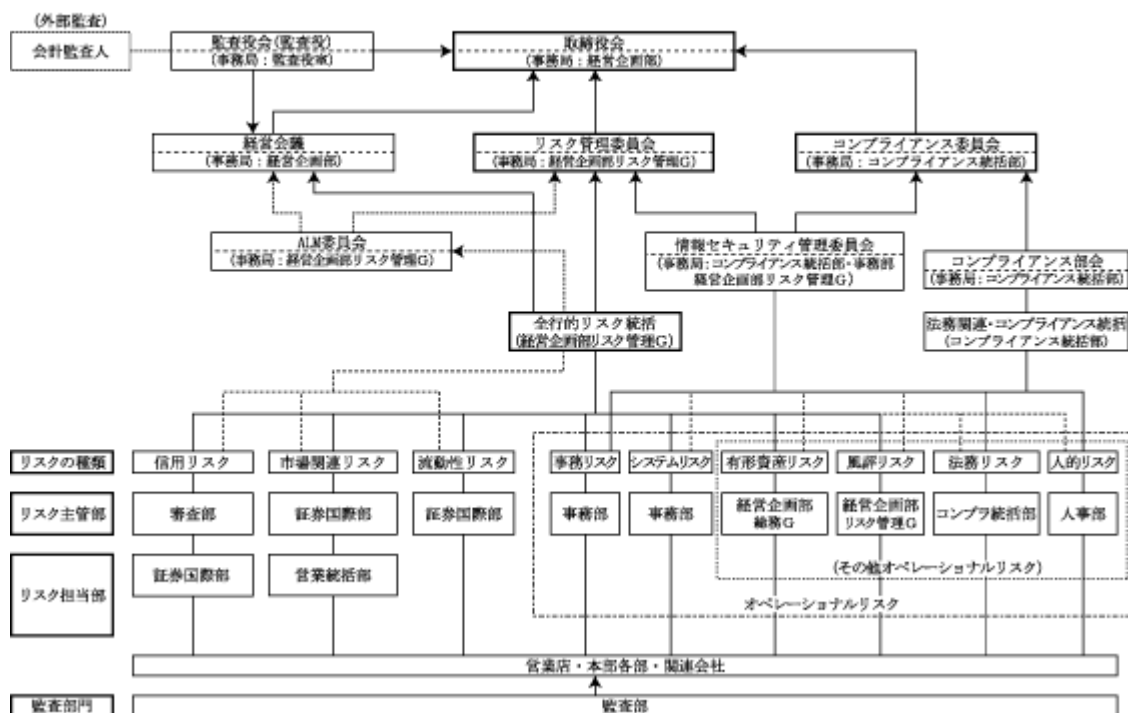 (外部監査)
会計監査人
監査役会(監査役)
(事務局:監査役室)
取締役会
(事務局:経営企画部)
経営会議
(事務局:経営企画部)
リスク管理委員会
(事務局:経営企画部リスク管理G)
コンプライアンス委員会
(事務局:コンプライアンス統括部)
ALM委員会
(事務局:経営企画部リスク管理G)
情報セキュリティ管理委員会
(事務局:コンプライアンス統括部・事務部
経営企画部リスク管理G)
コンプライアンス部会
(事務局:コンプライアンス統括部)
全行的リスク統括
(経営企画部リスク管理G)
法務関連・コンプライアンス統括
(コンプライアンス統括部)
リスクの種類
信用リスク
市場関連リスク
流動性リスク
事務リスク
システムリスク
有形資産リスク
風評リスク
法務リスク
人的リスク
リスク主管部
審査部
証券国際部
証券国際部
事務部
事務部
経営企画部
総務G
経営企画部
リスク管理G
コンプラ統括部
人事部
リスク担当部
証券国際部
営業統括部
(その他オペレーショナルリスク)
オペレーショナルリスク
営業店・本部各部・関連会社
監査部門
監査部